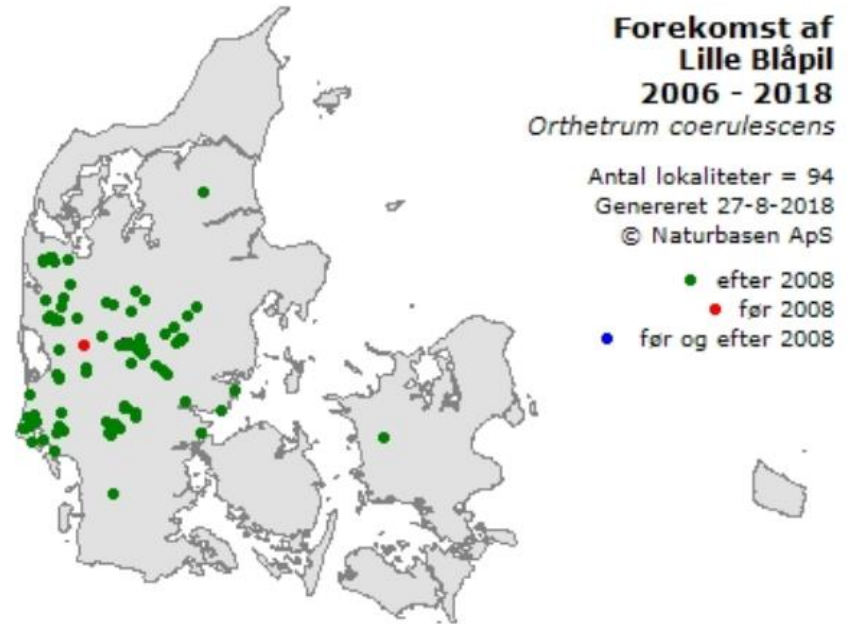 Forekomst af
Lille Blåpil
2006 - 2018
Orthetrum coerulescens
Antal lokaliteter = 94
Genereret 27-8-2018
© Naturbasen ApS
efter 2008
før 2008
før og efter 2008